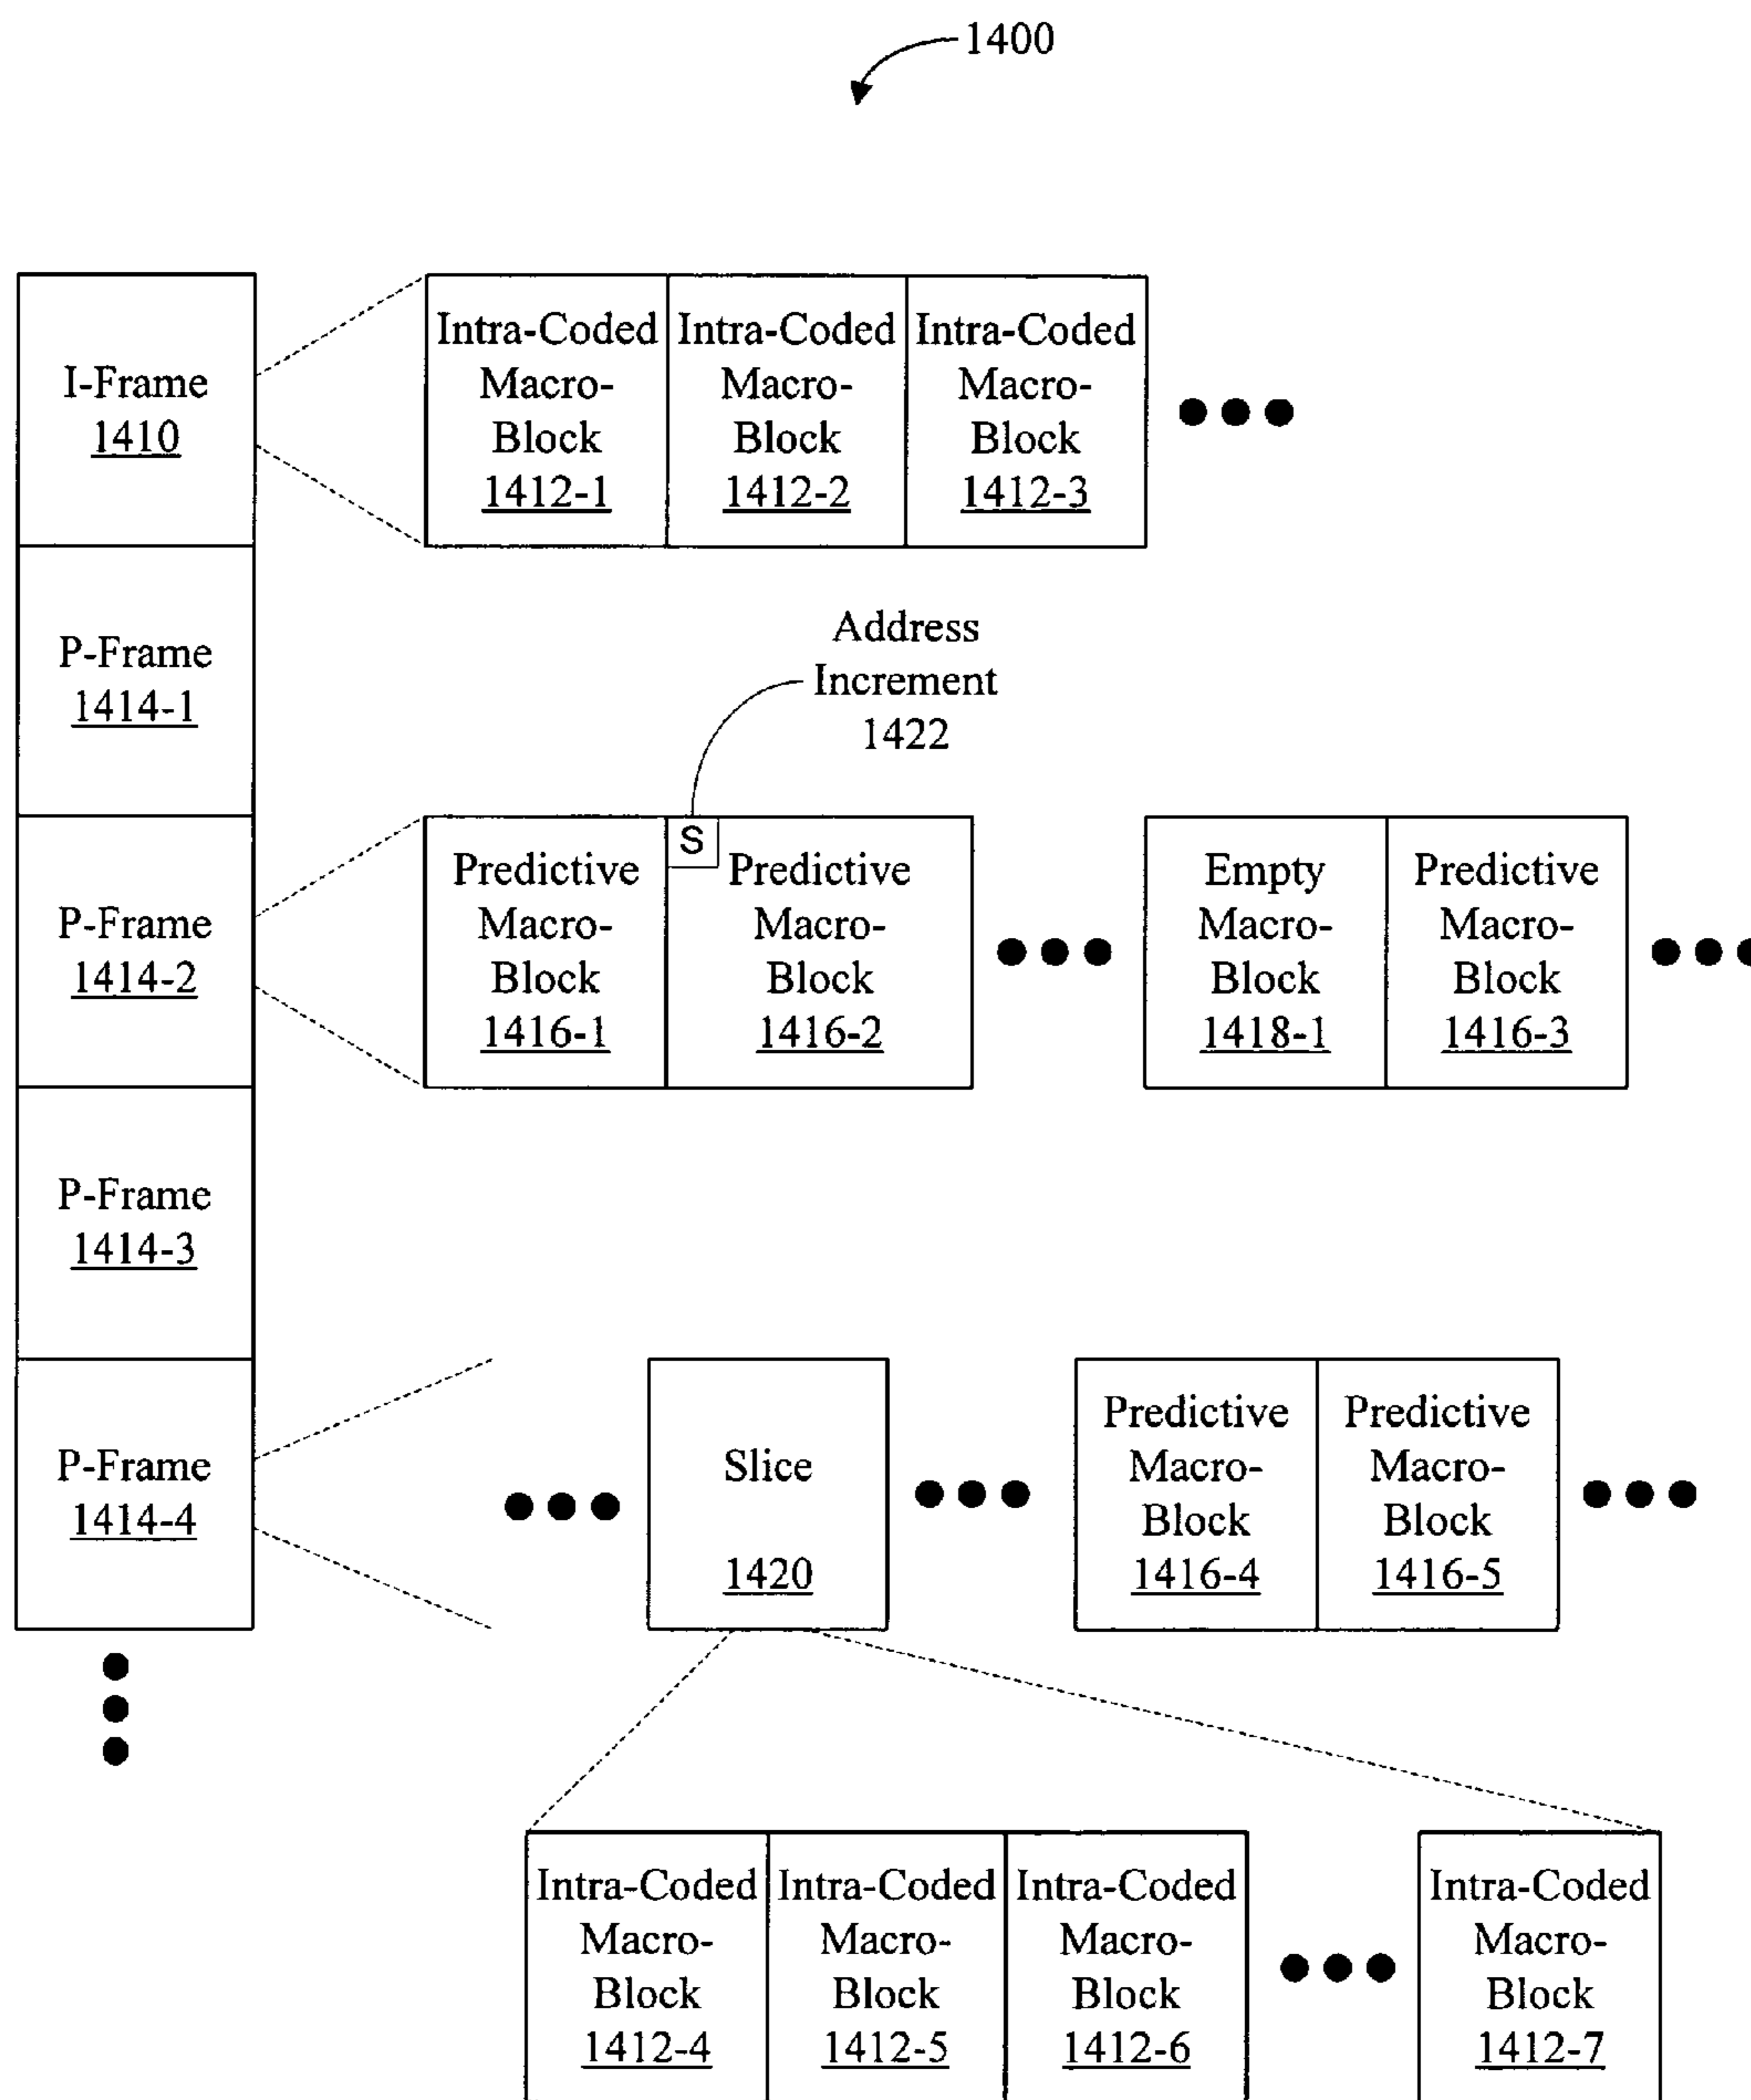 1400
I-Frame
1410
Intra-Coded
Macro-
Block
1412-1
Intra-Coded
Macro-
Block
1412-2
Intra-Coded
Macro-
Block
1412-3
P-Frame
1414-1
Address
Increment
1422
P-Frame
1414-2
Predictive
Macro-
Block
1416-1
S
Predictive
Macro-
Block
1416-2
Empty
Macro-
Block
1418-1
Predictive
Macro-
Block
1416-3
P-Frame
1414-3
P-Frame
1414-4
Slice
1420
Predictive
Macro-
Block
1416-4
Predictive
Macro-
Block
1416-5
Intra-Coded
Macro-
Block
1412-4
Intra-Coded
Macro-
Block
1412-5
Intra-Coded
Macro-
Block
1412-6
Intra-Coded
Macro-
Block
1412-7